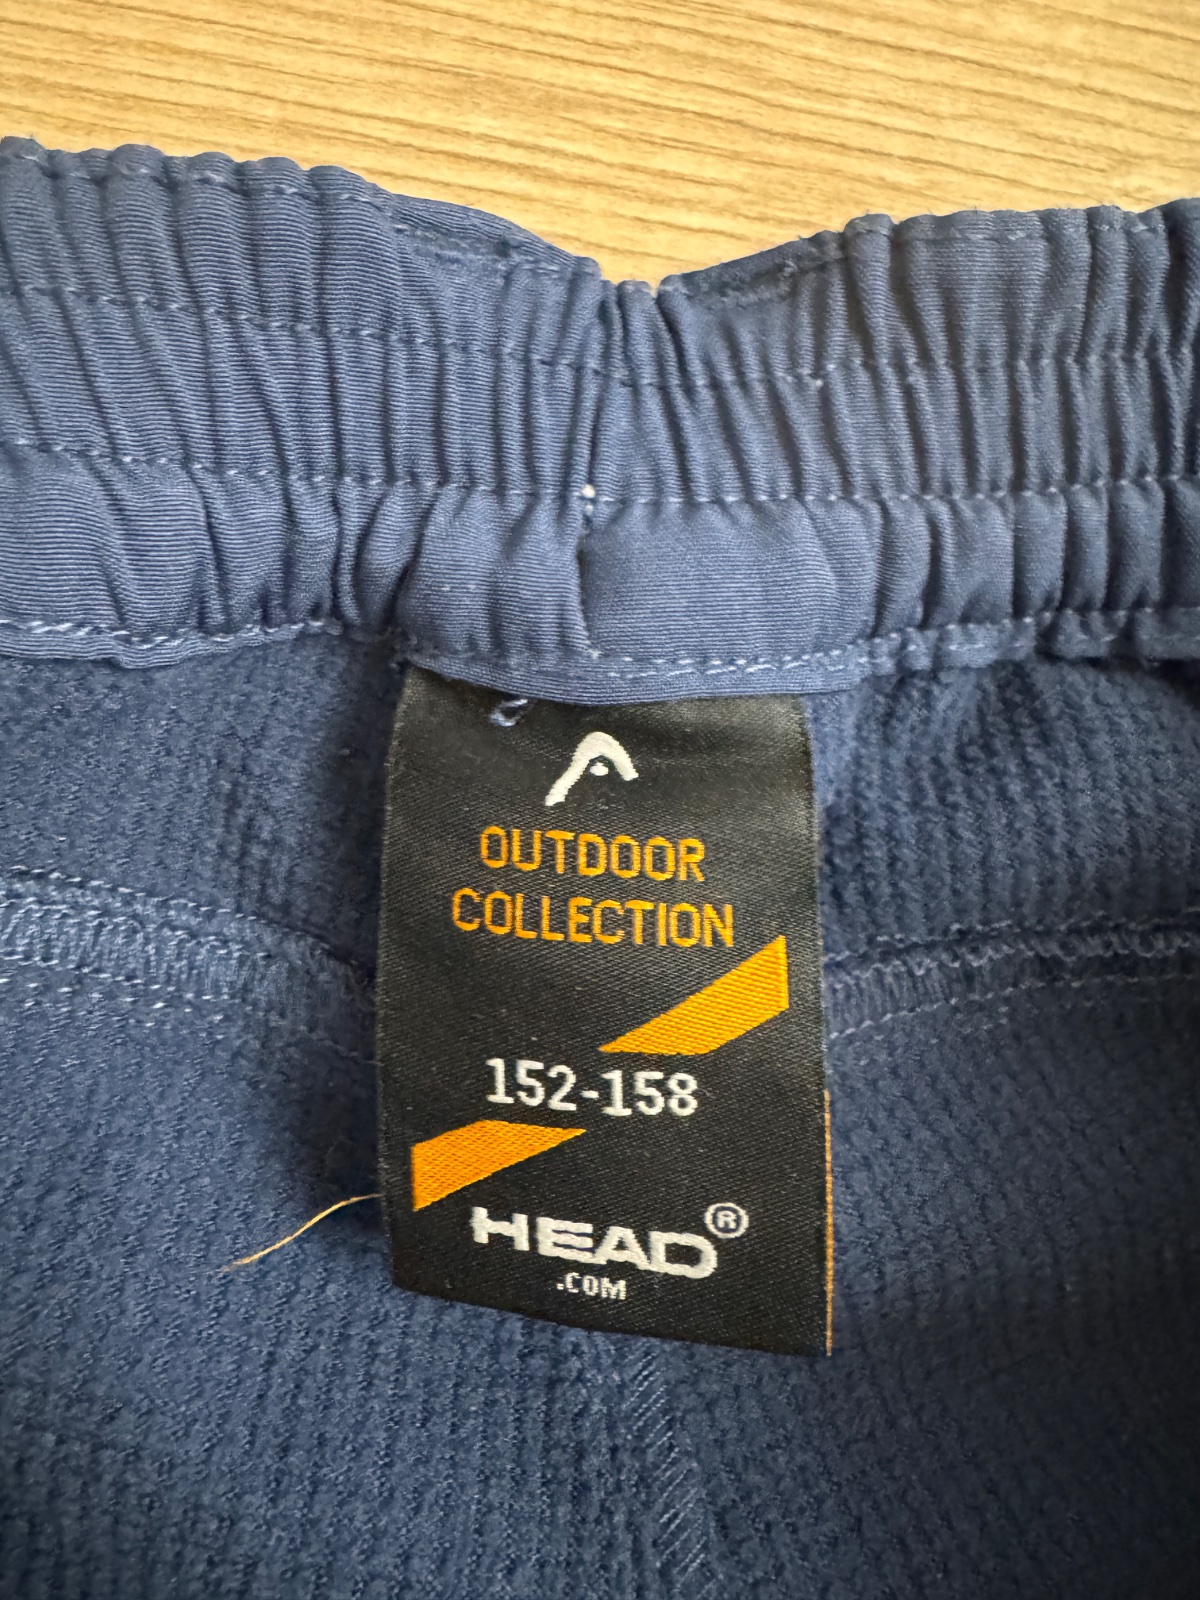 OUTDOOR
COLLECTION
152-158
HEAD®
.COM